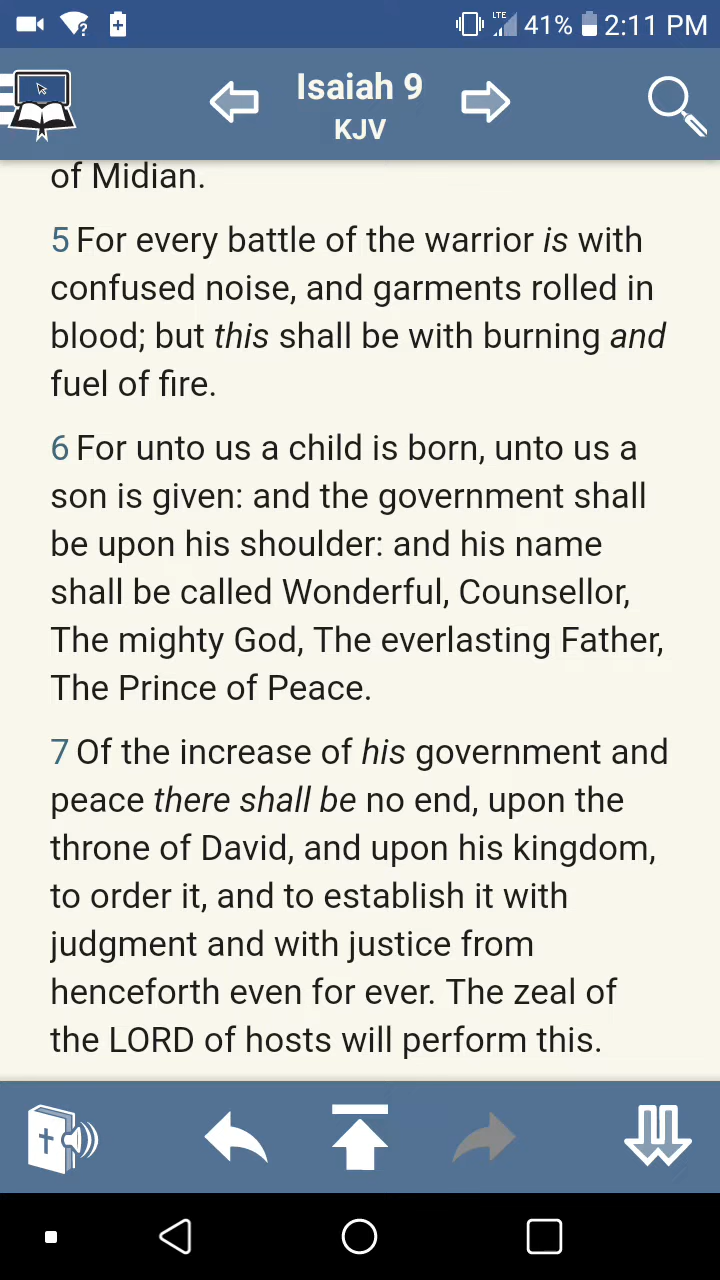 LTE 41% 2:11 PM
Isaiah 9
KJV
of Midian.
5 For every battle of the warrior is with
confused noise, and garments rolled in
blood; but this shall be with burning and
fuel of fire.
6 For unto us a child is born, unto us a
son is given: and the government shall
be upon his shoulder: and his name
shall be called Wonderful, Counsellor,
The mighty God, The everlasting Father,
The Prince of Peace.
7 Of the increase of his government and
peace there shall be no end, upon the
throne of David, and upon his kingdom,
to order it, and to establish it with
judgment and with justice from
henceforth even for ever. The zeal of
the LORD of hosts will perform this.